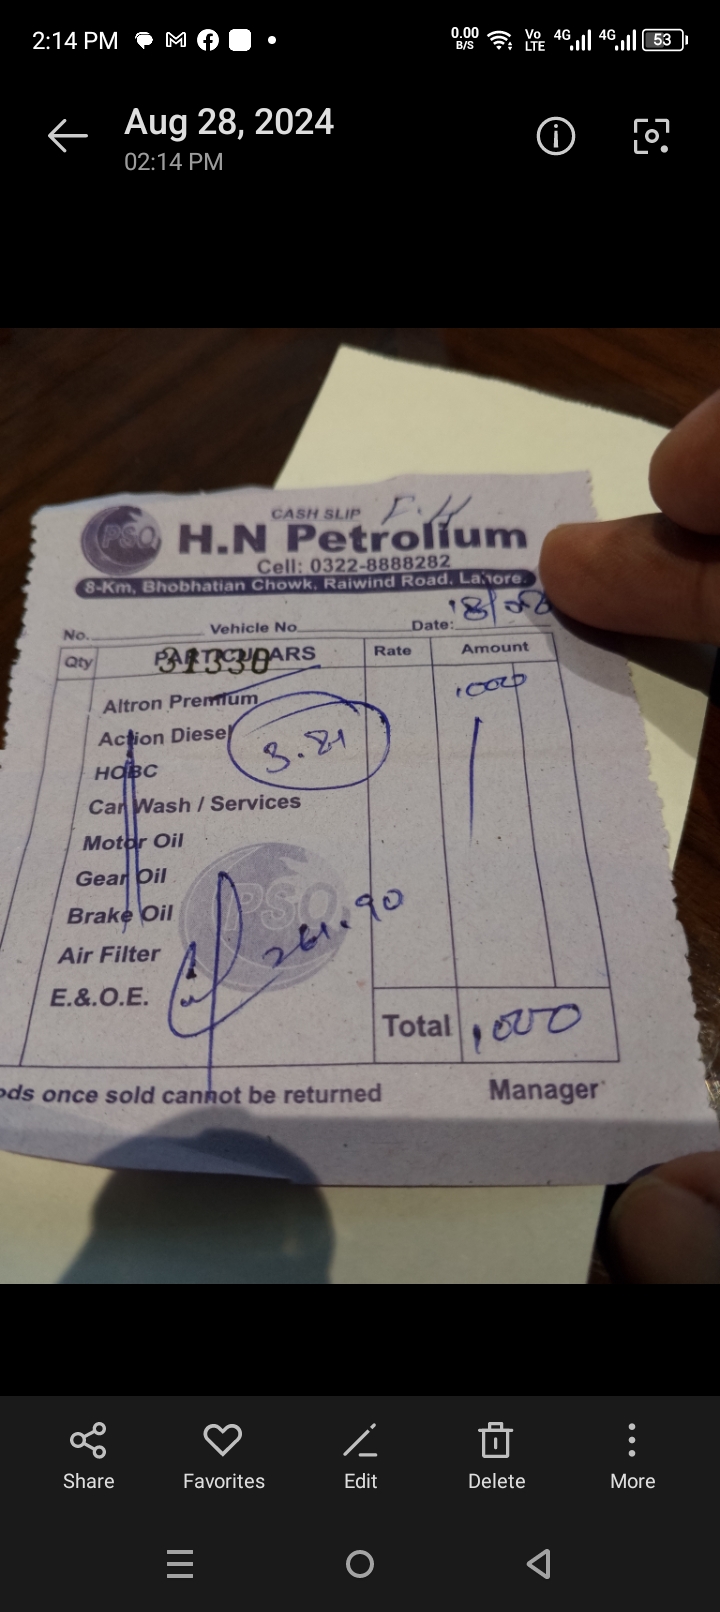 2:14 PM 0.00 B/S Vo LTE 4G 4G 53
Aug 28, 2024
02:14 PM
CASH SLIP
PSO H.N Petrolium
Cell: 0322-8888282
8-Km, Bhobhatian Chowk, Raiwind Road, Lahore.
No. Vehicle No Date: 18/08
Qty PARTICULARS Rate Amount
31330
Altron Premium 1000
Action Diesel 3.81
HOBC
Car Wash / Services
Motor Oil
Gear Oil
Brake Oil
PSO
Air Filter 261.90
E.&.O.E.
Total 1000
ods once sold cannot be returned Manager
Share Favorites Edit Delete More